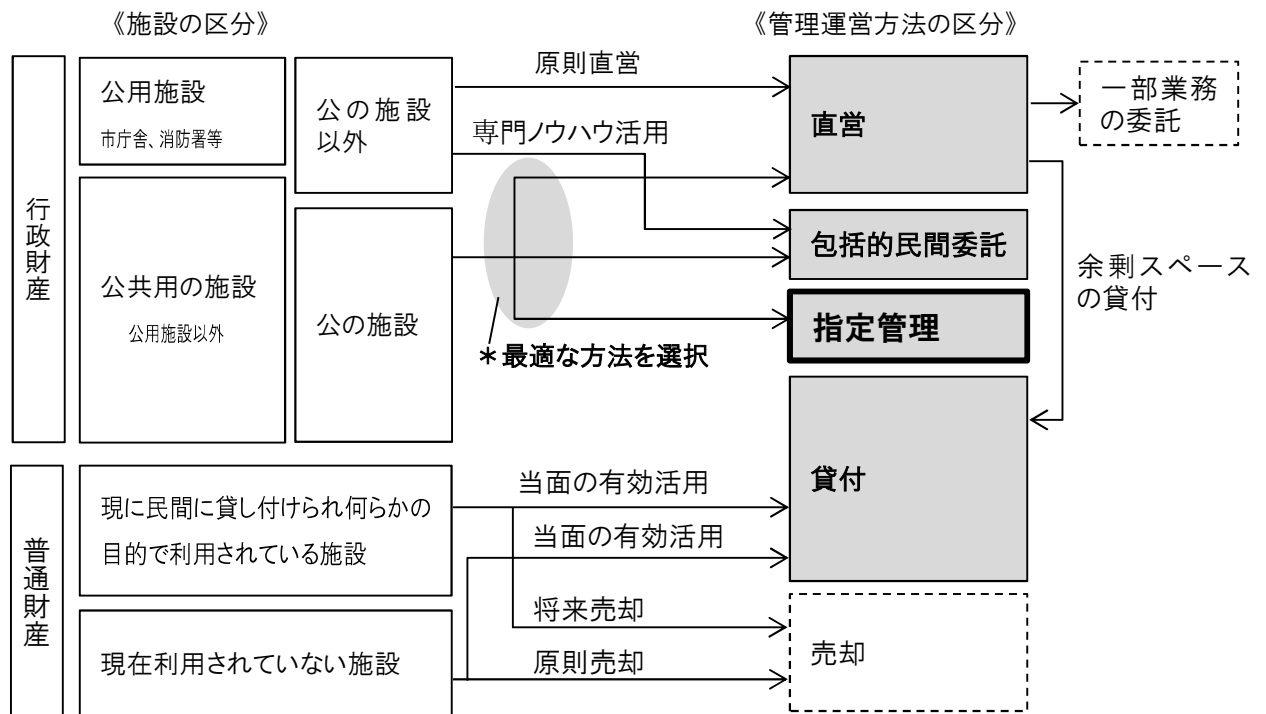 《施設の区分》
《管理運営方法の区分》
行政財産
公用施設
市庁舎、消防署等
公共用の施設
公用施設以外
公の施設
以外
公の施設
原則直営
専門ノウハウ活用
＊最適な方法を選択
直営
包括的民間委託
指定管理
貸付
一部業務
の委託
余剰スペース
の貸付
普通財産
現に民間に貸し付けられ何らかの
目的で利用されている施設
現在利用されていない施設
当面の有効活用
当面の有効活用
将来売却
原則売却
売却